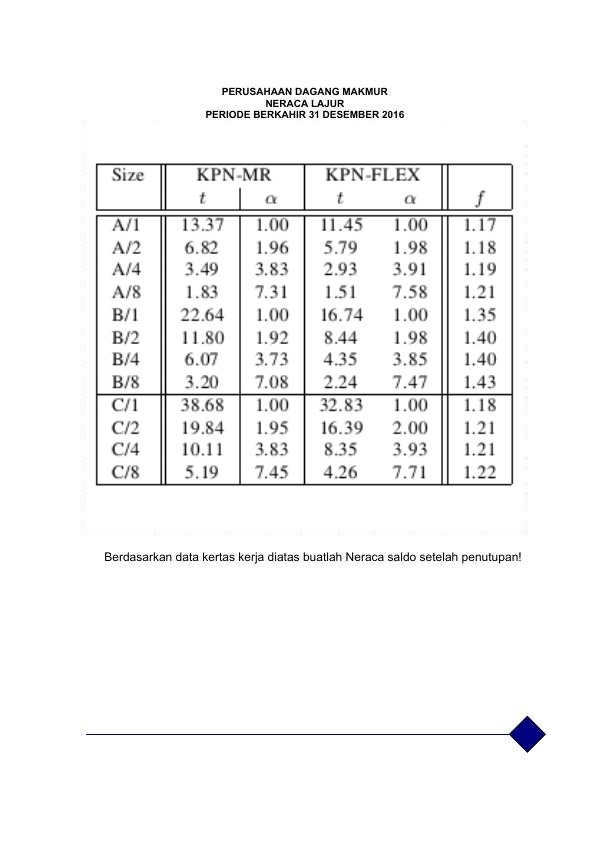 PERUSAHAAN DAGANG MAKMUR
NERACA LAJUR
PERIODE BERKAHIR 31 DESEMBER 2016
Size KPN-MR KPN-FLEX
t α t α f
A/1 13.37 1.00 11.45 1.00 1.17
A/2 6.82 1.96 5.79 1.98 1.18
A/4 3.49 3.83 2.93 3.91 1.19
A/8 1.83 7.31 1.51 7.58 1.21
B/1 22.64 1.00 16.74 1.00 1.35
B/2 11.80 1.92 8.44 1.98 1.40
B/4 6.07 3.73 4.35 3.85 1.40
B/8 3.20 7.08 2.24 7.47 1.43
C/1 38.68 1.00 32.83 1.00 1.18
C/2 19.84 1.95 16.39 2.00 1.21
C/4 10.11 3.83 8.35 3.93 1.21
C/8 5.19 7.45 4.26 7.71 1.22
Berdasarkan data kertas kerja diatas buatlah Neraca saldo setelah penutupan!